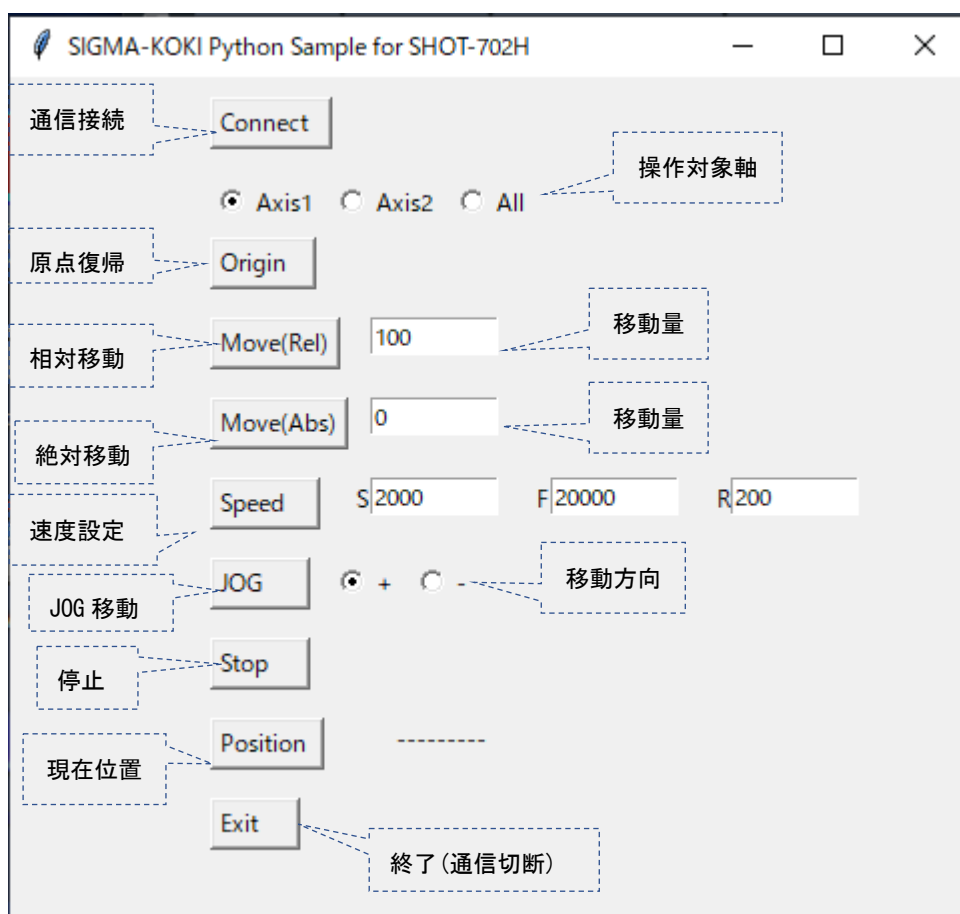 SIGMA-KOKI Python Sample for SHOT-702H
通信接続
Connect
操作対象軸
Axis1 Axis2 All
原点復帰
Origin
移動量
相対移動
Move(Rel) 100
移動量
絶対移動
Move(Abs) 0
速度設定
Speed S 2000 F 20000 R 200
JOG 移動
JOG + -
移動方向
停止
Stop
現在位置
Position ---------
Exit
終了(通信切断)